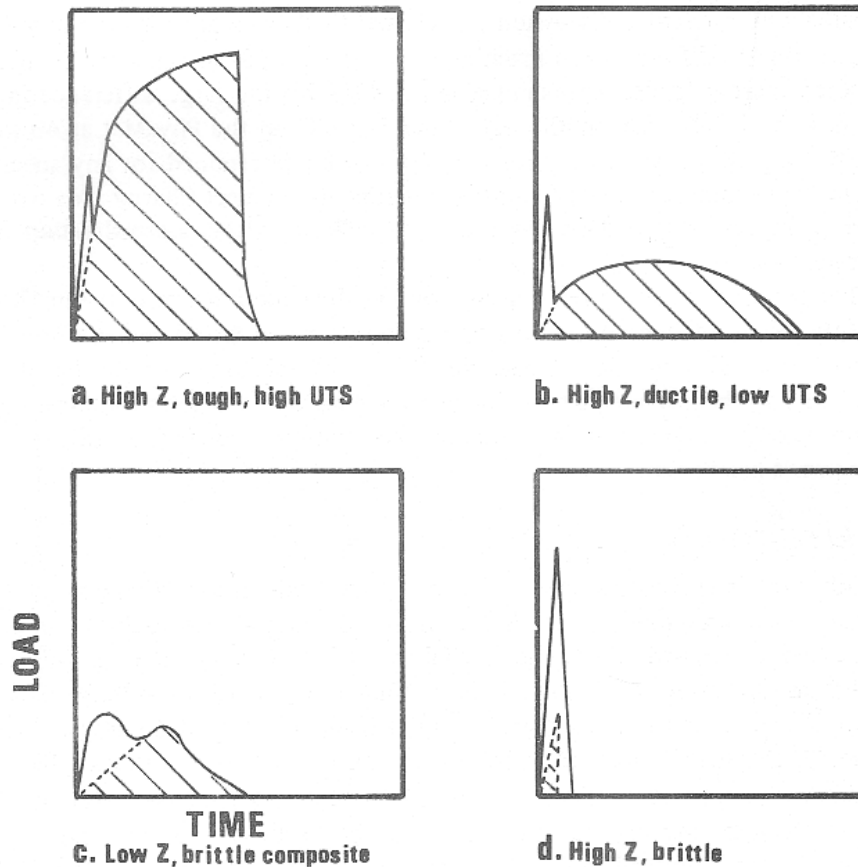 a. High Z, tough, high UTS
b. High Z, ductile, low UTS
LOAD
TIME
c. Low Z, brittle composite
d. High Z, brittle